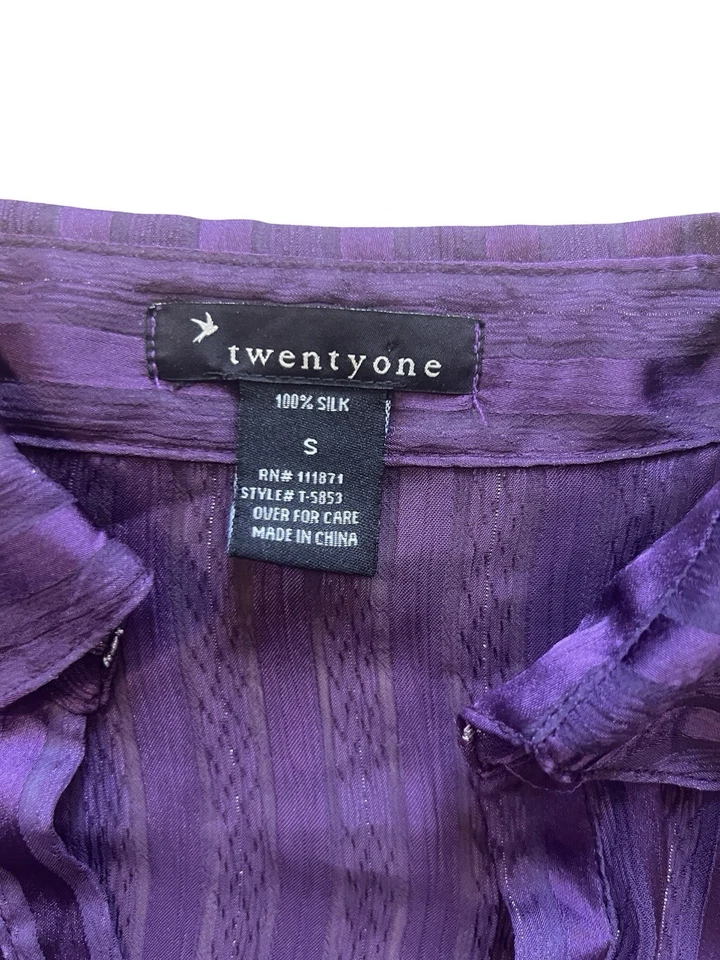 twentyone
100% SILK
S
RN# 111871
STYLE# T-5853
OVER FOR CARE
MADE IN CHINA